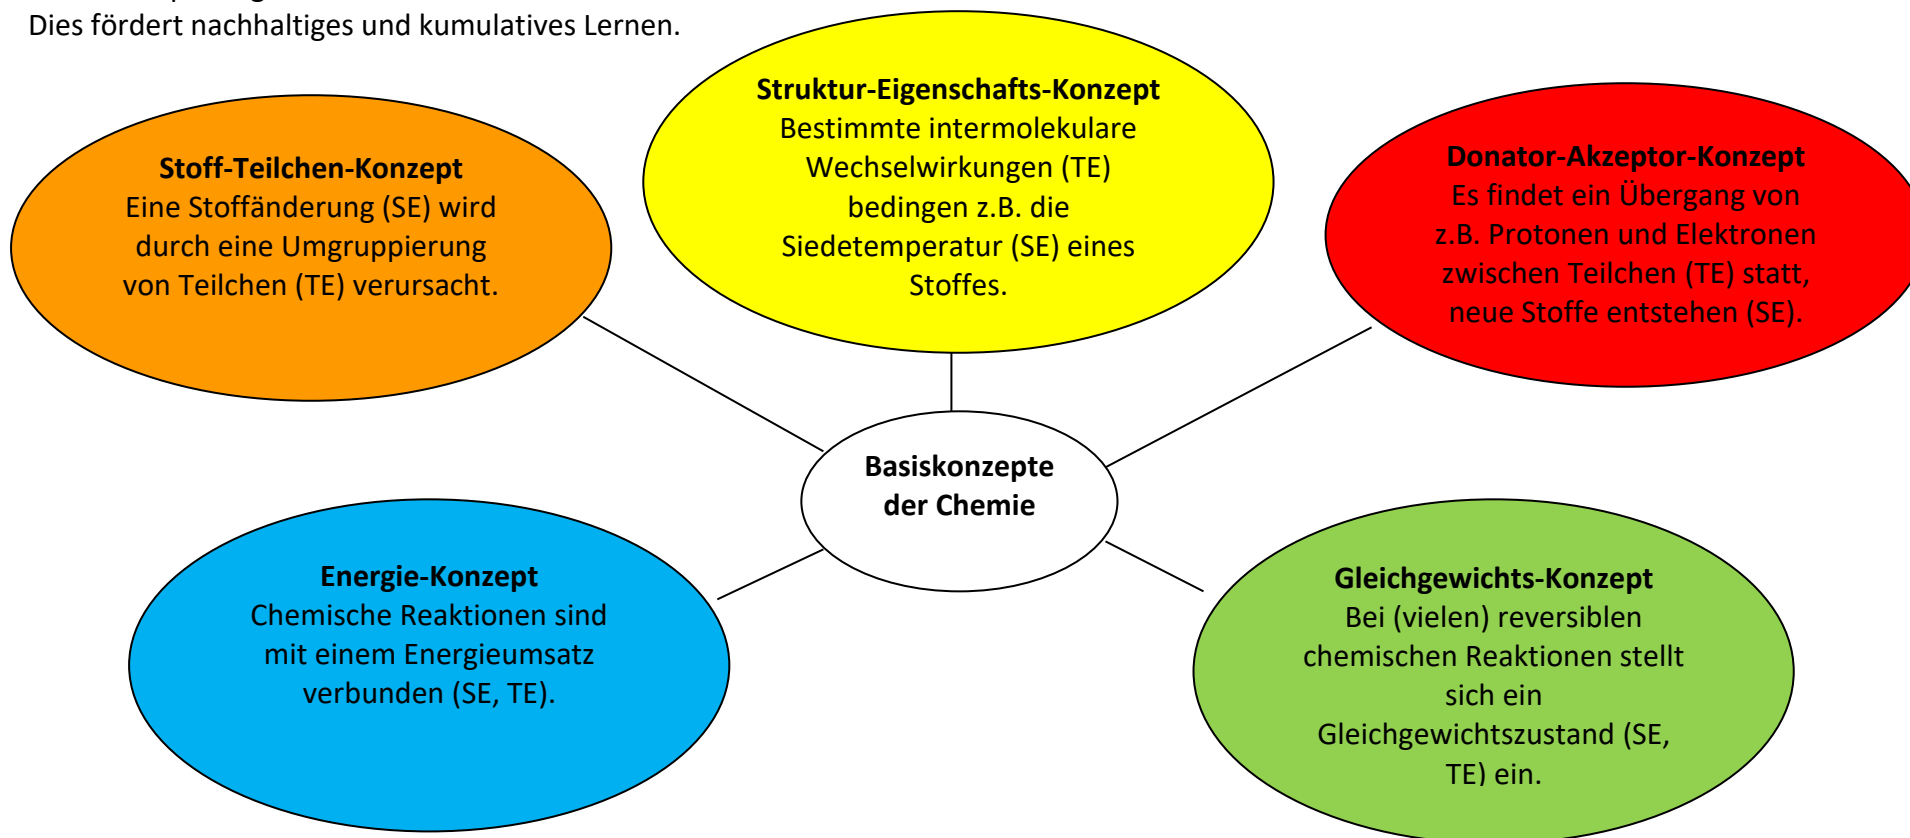 Dies fördert nachhaltiges und kumulatives Lernen.
Stoff-Teilchen-Konzept
Eine Stoffänderung (SE) wird
durch eine Umgruppierung
von Teilchen (TE) verursacht.
Struktur-Eigenschafts-Konzept
Bestimmte intermolekulare
Wechselwirkungen (TE)
bedingen z.B. die
Siedetemperatur (SE) eines
Stoffes.
Donator-Akzeptor-Konzept
Es findet ein Übergang von
z.B. Protonen und Elektronen
zwischen Teilchen (TE) statt,
neue Stoffe entstehen (SE).
Basiskonzepte
der Chemie
Energie-Konzept
Chemische Reaktionen sind
mit einem Energieumsatz
verbunden (SE, TE).
Gleichgewichts-Konzept
Bei (vielen) reversiblen
chemischen Reaktionen stellt
sich ein
Gleichgewichtszustand (SE,
TE) ein.